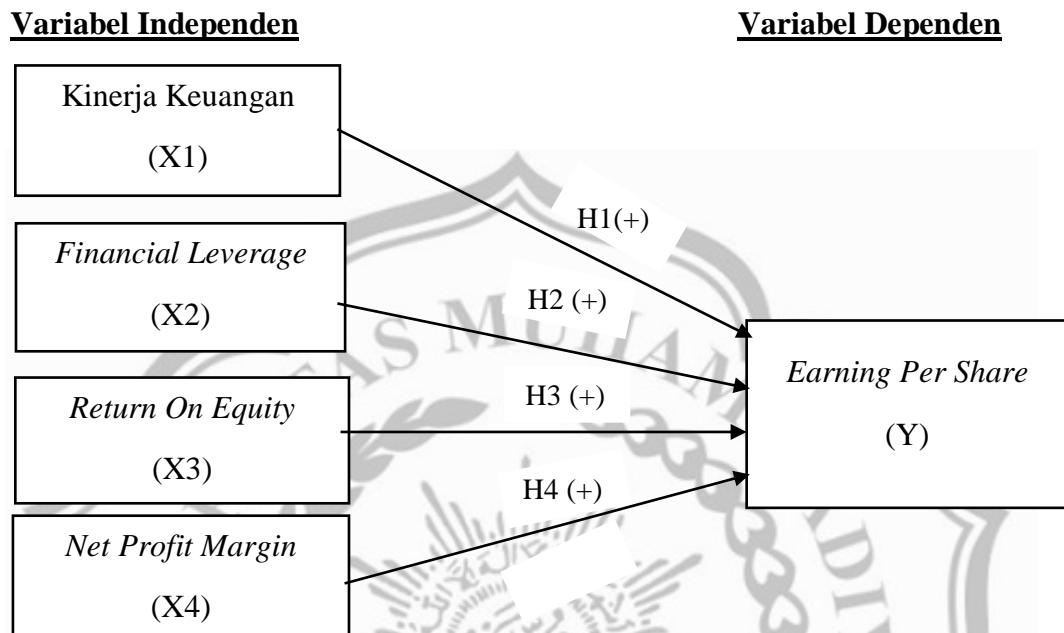 Variabel Independen
Variabel Dependen
Kinerja Keuangan
(X1)
H1(+)
Financial Leverage
(X2)
H2 (+)
Return On Equity
(X3)
H3 (+)
Net Profit Margin
(X4)
H4 (+)
Earning Per Share
(Y)